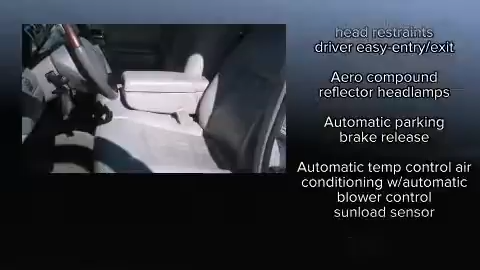 head restraints
driver easy-entry/exit
Aero compound
reflector headlamps
Automatic parking
brake release
Automatic temp control air
conditioning w/automatic
blower control
sunload sensor